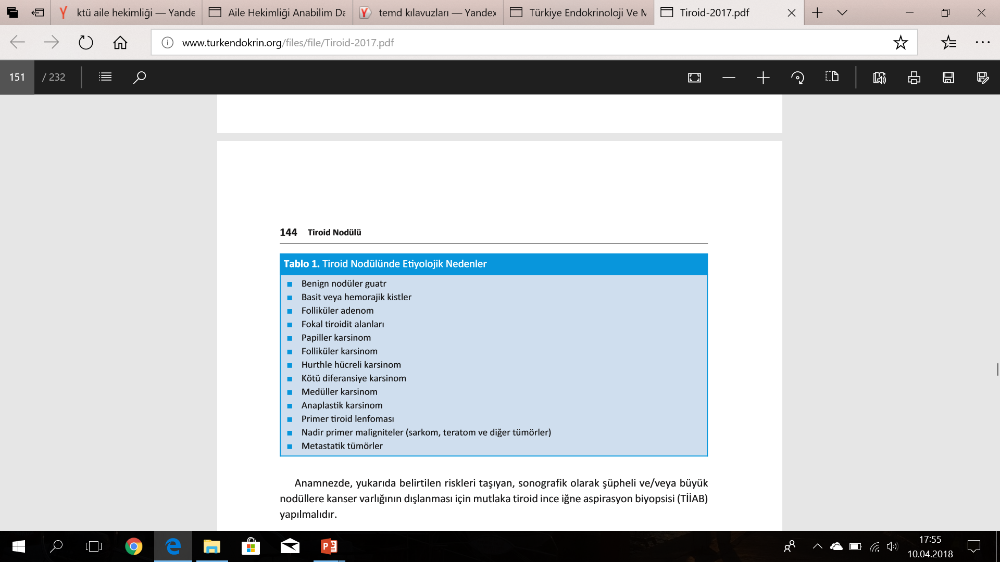 ktü aile hekimliği — Yande
Aile Hekimliği Anabilim Da
temd kılavuzları — Yandex
Türkiye Endokrinoloji Ve M
Tiroid-2017.pdf
www.turkendokrin.org/files/file/Tiroid-2017.pdf
151 / 232
144 Tiroid Nodülü
Tablo 1. Tiroid Nodülünde Etiyolojik Nedenler
Benign nodüler guatr
Basit veya hemorajik kistler
Folliküler adenom
Fokal tiroidit alanları
Papiller karsinom
Folliküler karsinom
Hurthle hücreli karsinom
Kötü diferansiye karsinom
Medüller karsinom
Anaplastik karsinom
Primer tiroid lenfoması
Nadir primer maligniteler (sarkom, teratom ve diğer tümörler)
Metastatik tümörler
Anamnezde, yukarıda belirtilen riskleri taşıyan, sonografik olarak şüpheli ve/veya büyük
nodüllere kanser varlığının dışlanması için mutlaka tiroid ince iğne aspirasyon biyopsisi (TİİAB)
yapılmalıdır.
17:55
10.04.2018